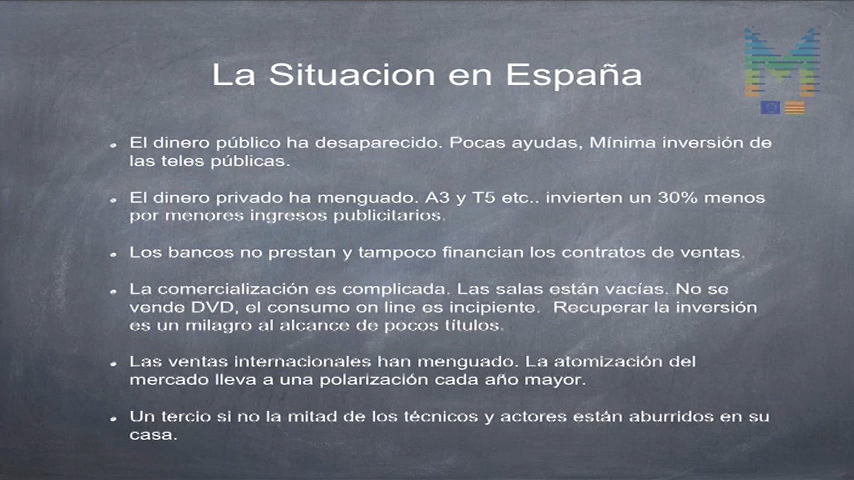 La Situacion en España
El dinero público ha desaparecido. Pocas ayudas, Mínima inversión de
las teles públicas.
El dinero privado ha menguado. A3 y T5 etc.. invierten un 30% menos
por menores ingresos publicitarios.
Los bancos no prestan y tampoco financian los contratos de ventas.
La comercialización es complicada. Las salas están vacías. No se
vende DVD, el consumo on line es incipiente. Recuperar la inversión
es un milagro al alcance de pocos títulos.
Las ventas internacionales han menguado. La atomización del
mercado lleva a una polarización cada año mayor.
Un tercio si no la mitad de los técnicos y actores están aburridos en su
casa.